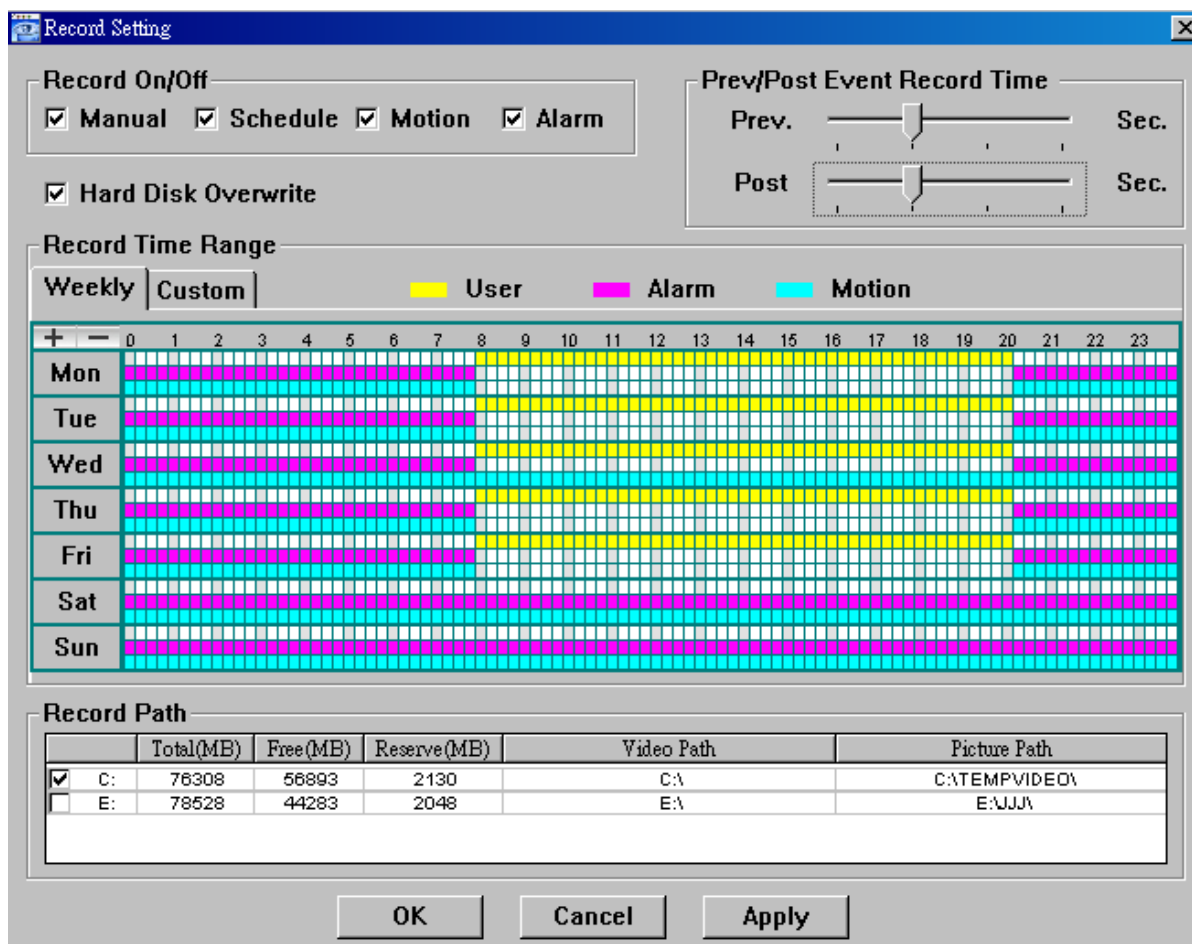 Record Setting
Record On/Off
Manual Schedule Motion Alarm
Hard Disk Overwrite
Prev/Post Event Record Time
Prev. Sec.
Post Sec.
Record Time Range
Weekly Custom User Alarm Motion
+ − 0 1 2 3 4 5 6 7 8 9 10 11 12 13 14 15 16 17 18 19 20 21 22 23
Mon
Tue
Wed
Thu
Fri
Sat
Sun
Record Path
Total(MB) Free(MB) Reserve(MB) Video Path Picture Path
C: 76308 56893 2130 C:\ C:\TEMPVIDEO\
E: 78528 44283 2048 E:\ E:\JJJ\
OK Cancel Apply